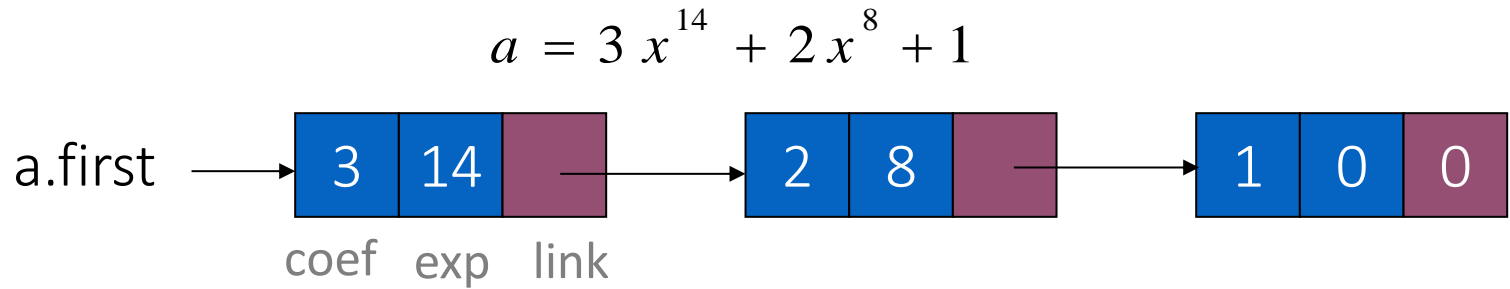 a = 3 x^14 + 2 x^8 + 1
a.first 3 14 2 8 1 0 0
coef exp link